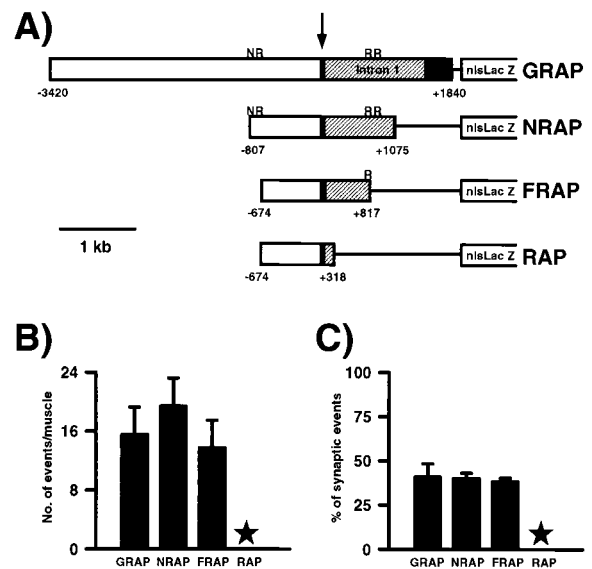 A)
NR RR
Intron 1 nlsLac Z GRAP
-3420 +1840
NR RR
nlsLac Z NRAP
-807 +1075
R
nlsLac Z FRAP
-674 +817
1 kb
nlsLac Z RAP
-674 +318
B)
No. of events/muscle
24
16
8
0
GRAP NRAP FRAP RAP
C)
% of synaptic events
100
75
50
25
0
GRAP NRAP FRAP RAP